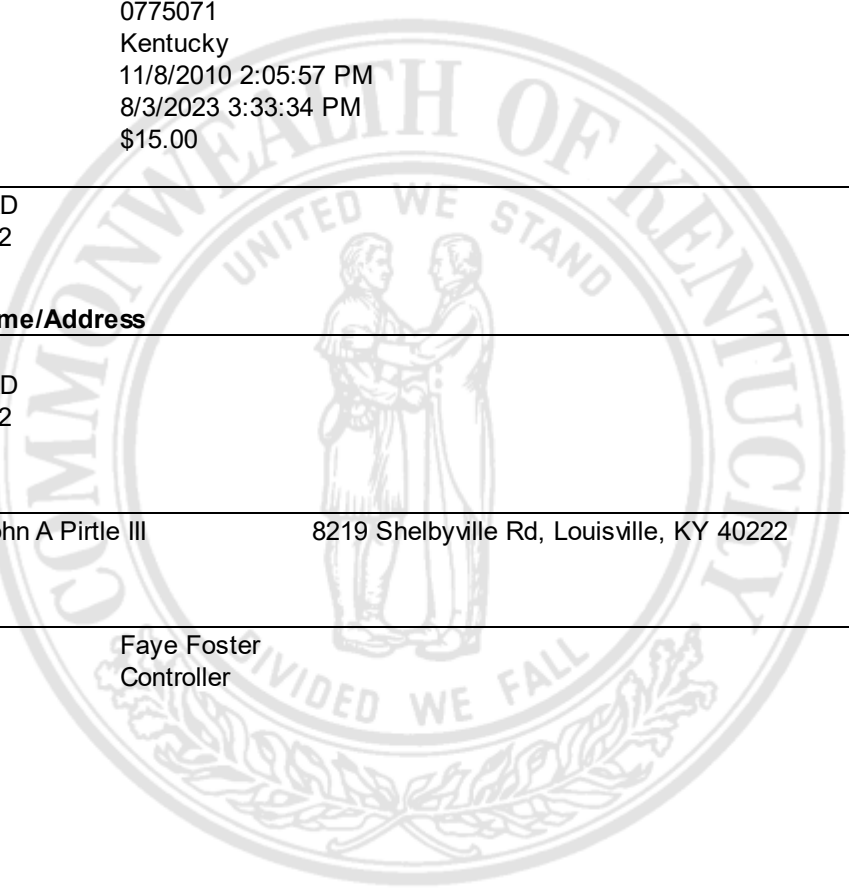 0775071
Kentucky
11/8/2010 2:05:57 PM
8/3/2023 3:33:34 PM
$15.00
D
2
me/Address
D
2
ohn A Pirtle III 8219 Shelbyville Rd, Louisville, KY 40222
Faye Foster
Controller
COMMONWEALTH OF KENTUCKY
UNITED WE STAND
DIVIDED WE FALL